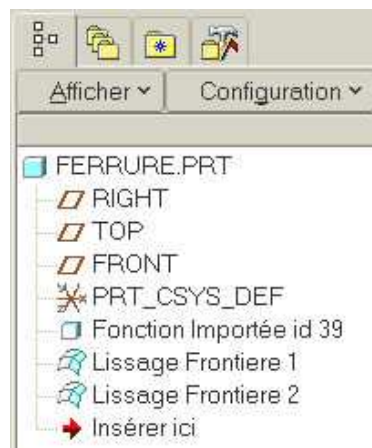 Afficher Configuration
FERRURE.PRT
RIGHT
TOP
FRONT
PRT_CSYS_DEF
Fonction Importée id 39
Lissage Frontiere 1
Lissage Frontiere 2
Insérer ici